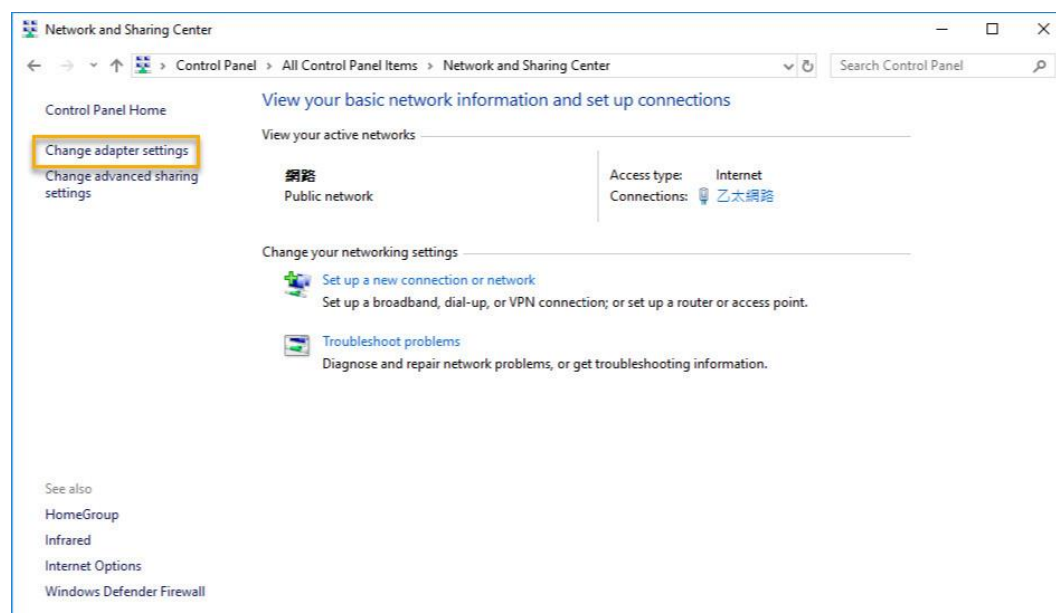 Network and Sharing Center
Control Panel > All Control Panel Items > Network and Sharing Center
Search Control Panel
Control Panel Home
Change adapter settings
Change advanced sharing
settings
View your basic network information and set up connections
View your active networks
網路
Public network
Access type: Internet
Connections: 乙太網路
Change your networking settings
Set up a new connection or network
Set up a broadband, dial-up, or VPN connection; or set up a router or access point.
Troubleshoot problems
Diagnose and repair network problems, or get troubleshooting information.
See also
HomeGroup
Infrared
Internet Options
Windows Defender Firewall